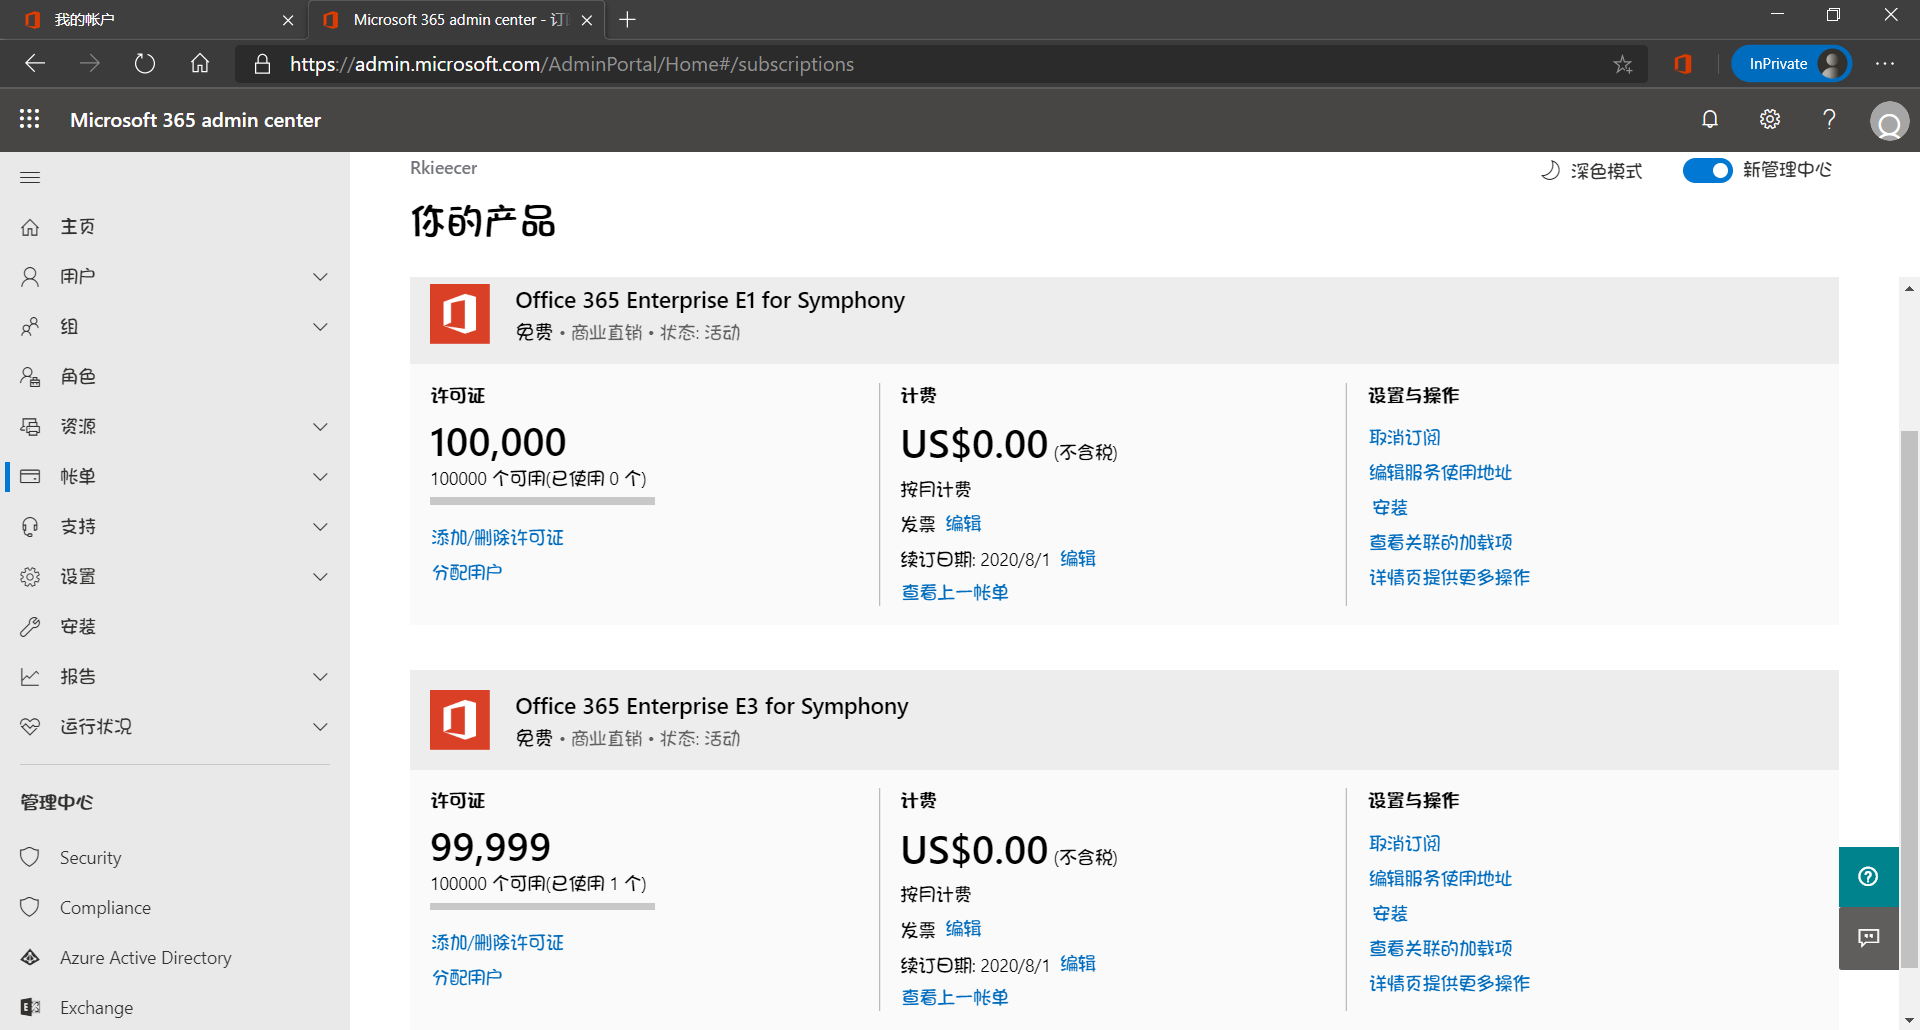 我的帐户
Microsoft 365 admin center - 订
https://admin.microsoft.com/AdminPortal/Home#/subscriptions
InPrivate
Microsoft 365 admin center
Rkieecer
深色模式
新管理中心
你的产品
主页
用户
组
角色
资源
帐单
支持
设置
安装
报告
运行状况
管理中心
Security
Compliance
Azure Active Directory
Exchange
Office 365 Enterprise E1 for Symphony
免费 • 商业直销 • 状态: 活动
许可证
100,000
100000 个可用(已使用 0 个)
添加/删除许可证
分配用户
计费
US$0.00 (不含税)
按月计费
发票 编辑
续订日期: 2020/8/1 编辑
查看上一帐单
设置与操作
取消订阅
编辑服务使用地址
安装
查看关联的加载项
详情页提供更多操作
Office 365 Enterprise E3 for Symphony
免费 • 商业直销 • 状态: 活动
许可证
99,999
100000 个可用(已使用 1 个)
添加/删除许可证
分配用户
计费
US$0.00 (不含税)
按月计费
发票 编辑
续订日期: 2020/8/1 编辑
查看上一帐单
设置与操作
取消订阅
编辑服务使用地址
安装
查看关联的加载项
详情页提供更多操作